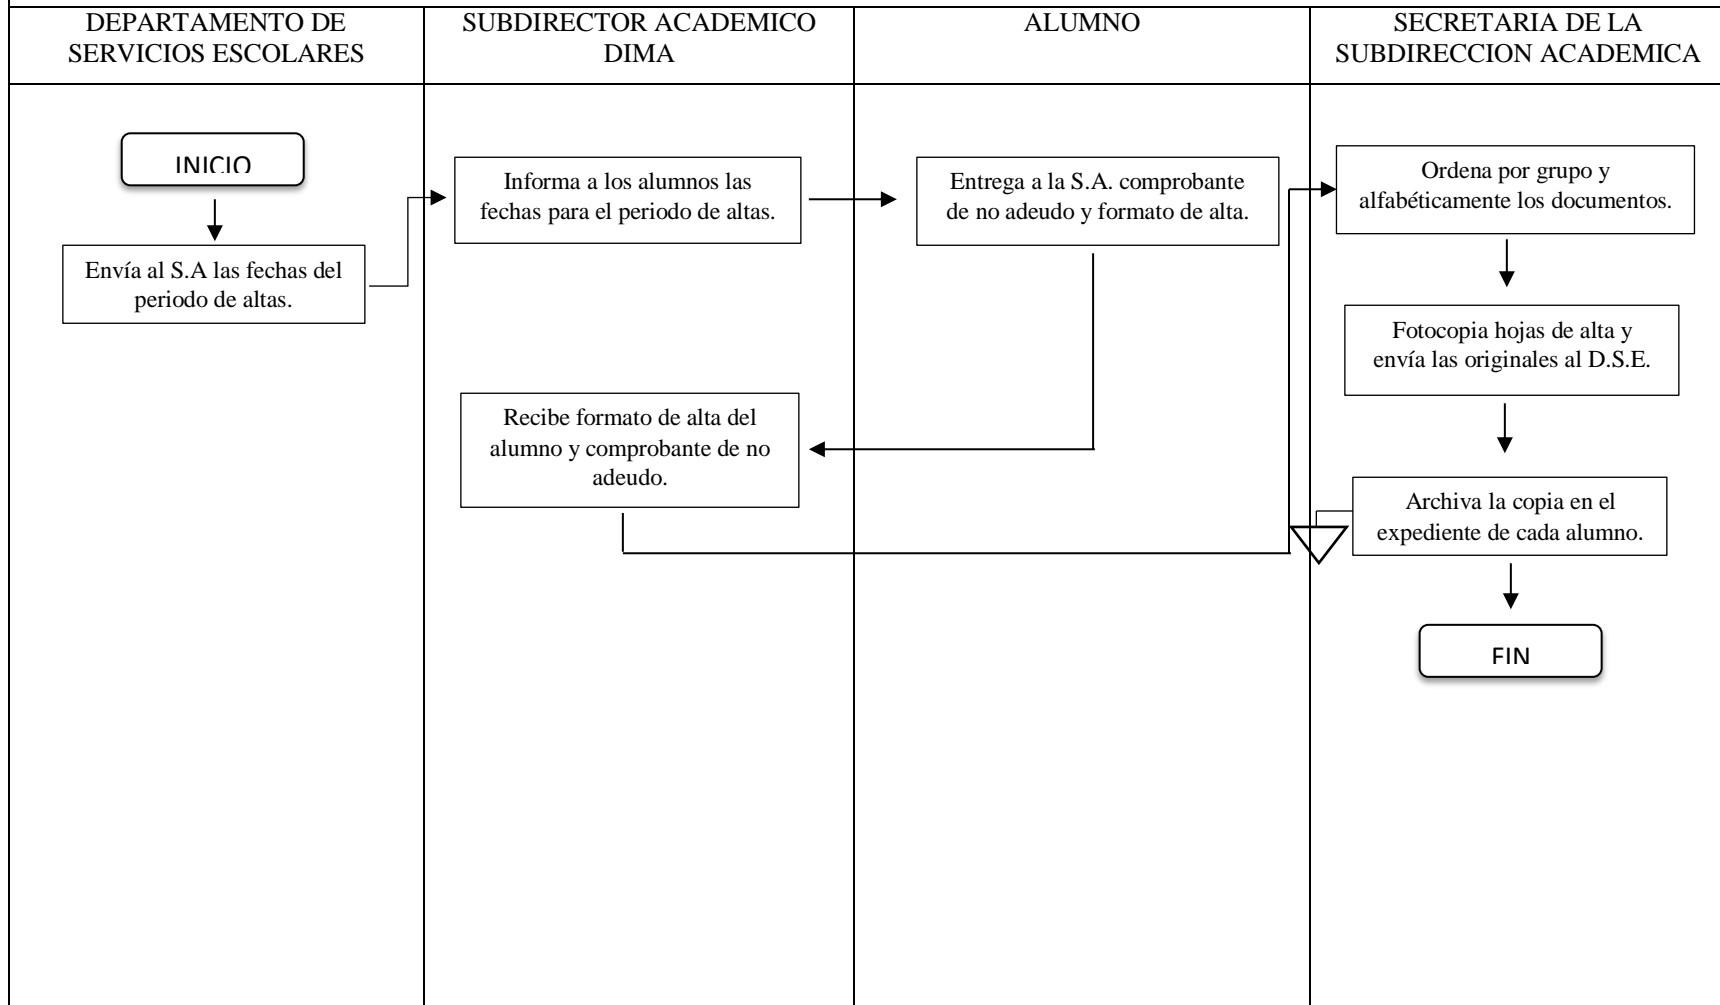 DEPARTAMENTO DE
SERVICIOS ESCOLARES
SUBDIRECTOR ACADEMICO
DIMA
ALUMNO
SECRETARIA DE LA
SUBDIRECCION ACADEMICA
INICIO
Envía al S.A las fechas del
periodo de altas.
Informa a los alumnos las
fechas para el periodo de altas.
Entrega a la S.A. comprobante
de no adeudo y formato de alta.
Recibe formato de alta del
alumno y comprobante de no
adeudo.
Ordena por grupo y
alfabéticamente los documentos.
Fotocopia hojas de alta y
envía las originales al D.S.E.
Archiva la copia en el
expediente de cada alumno.
FIN